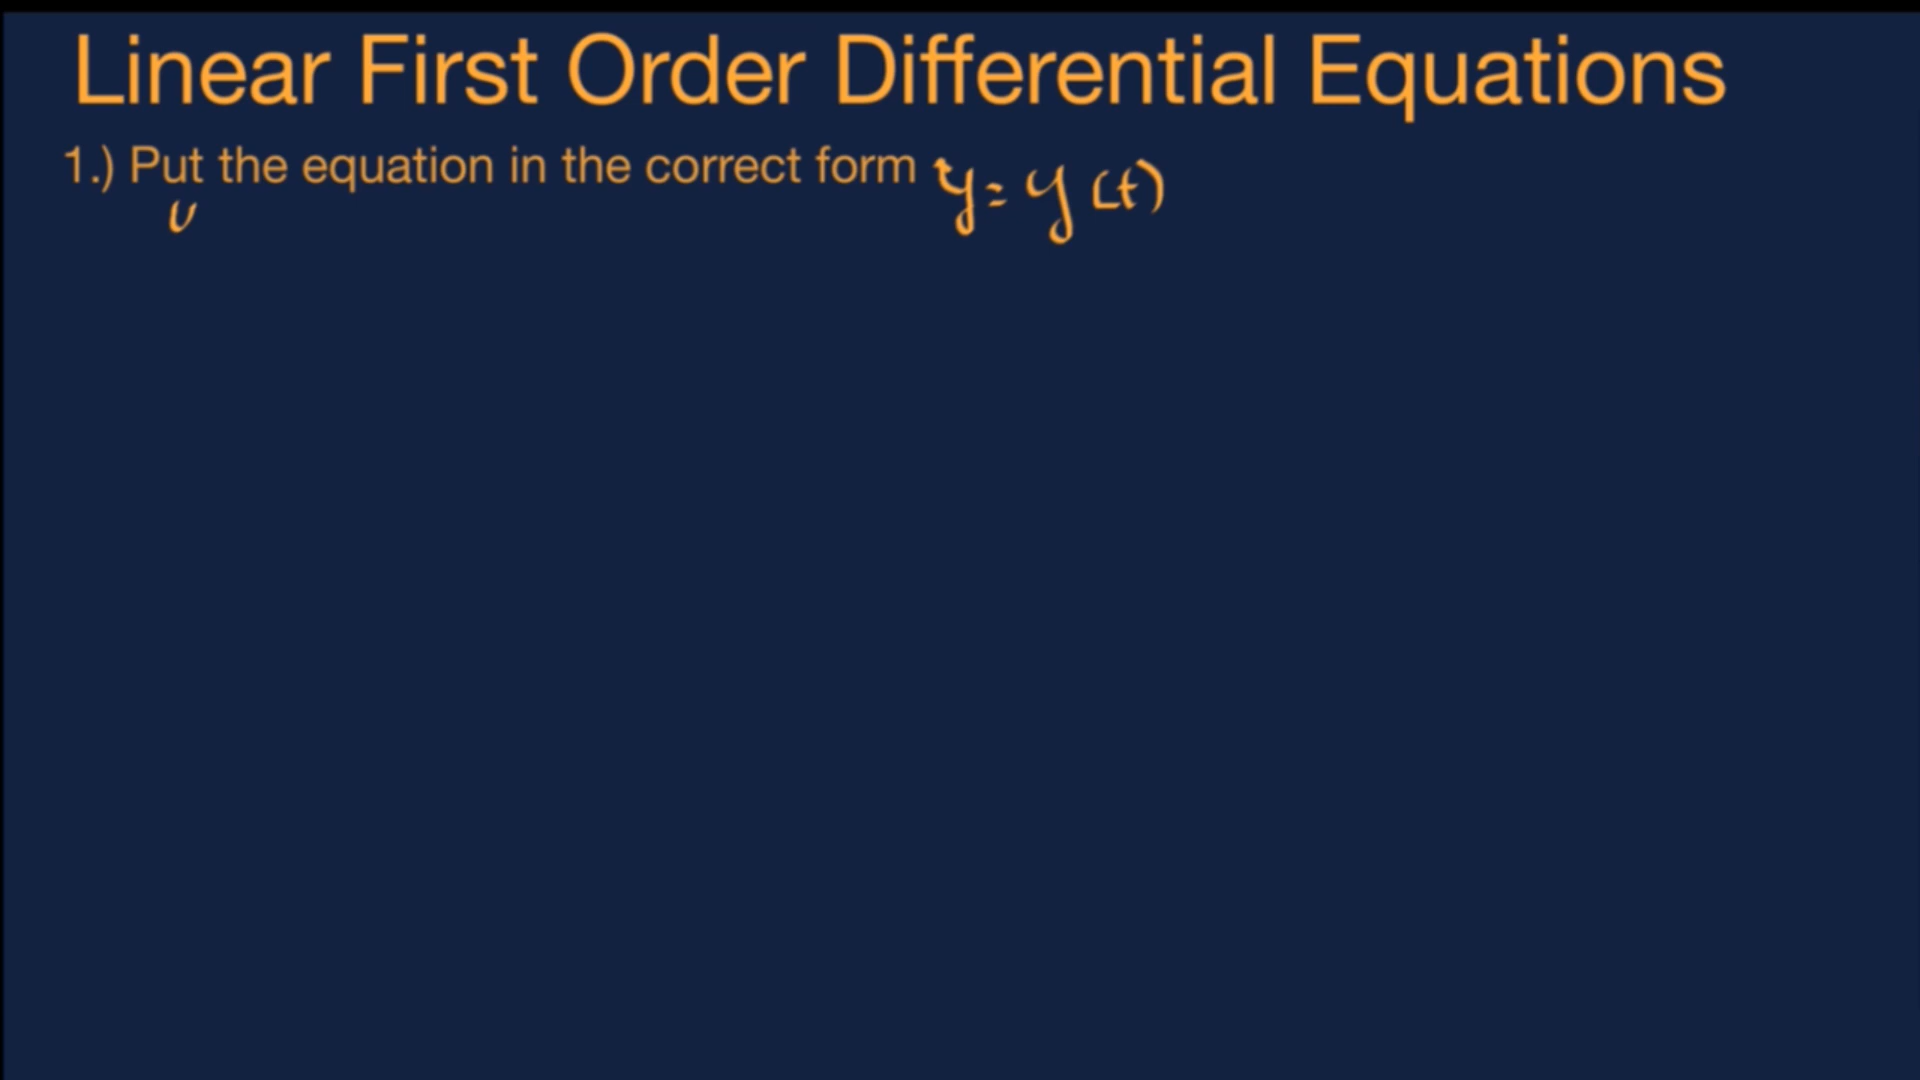 Linear First Order Differential Equations
1.) Put the equation in the correct form y = y(t)